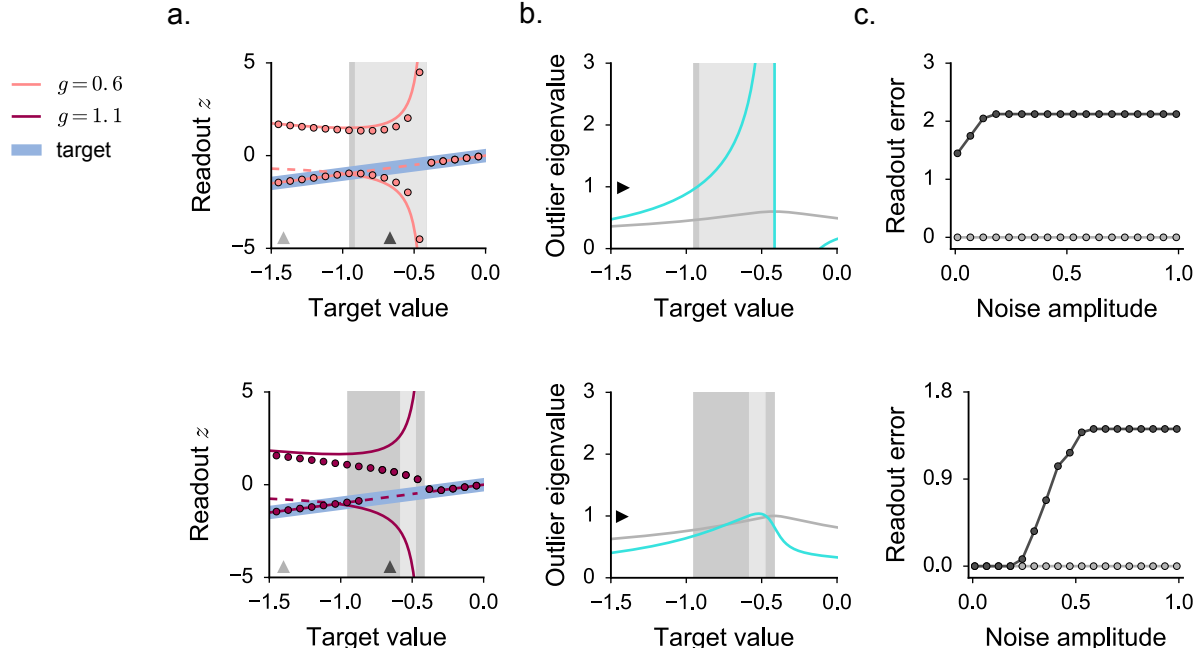 a.
b.
c.
g = 0.6
g = 1.1
target
5
0
−5
Readout z
−1.5
−1.0
−0.5
0.0
Target value
3
2
1
0
Outlier eigenvalue
−1.5
−1.0
−0.5
0.0
Target value
3
2
1
0
Readout error
0.0
0.5
1.0
Noise amplitude
5
0
−5
Readout z
−1.5
−1.0
−0.5
0.0
Target value
3
2
1
0
Outlier eigenvalue
−1.5
−1.0
−0.5
0.0
Target value
1.8
0.9
0.0
Readout error
0.0
0.5
1.0
Noise amplitude